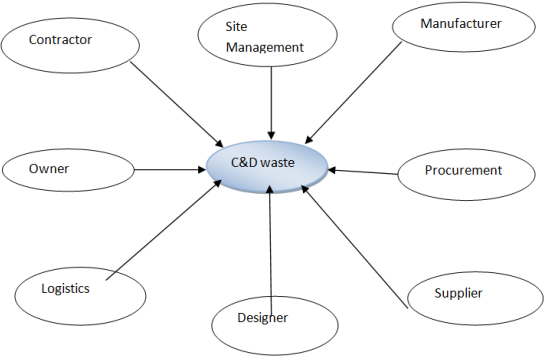 Contractor
Site
Management
Manufacturer
Owner
C&D waste
Procurement
Logistics
Designer
Supplier